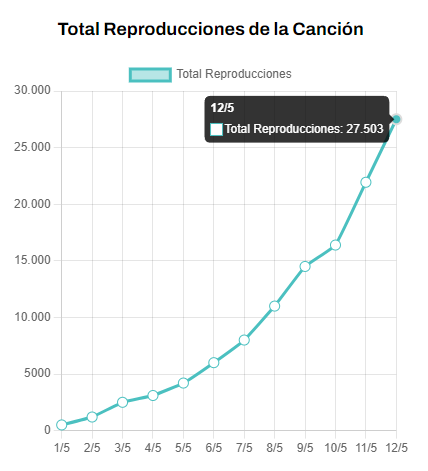 Total Reproducciones de la Canción
Total Reproducciones
30.000
12/5
Total Reproducciones: 27.503
25.000
20.000
15.000
10.000
5000
0
1/5 2/5 3/5 4/5 5/5 6/5 7/5 8/5 9/5 10/5 11/5 12/5